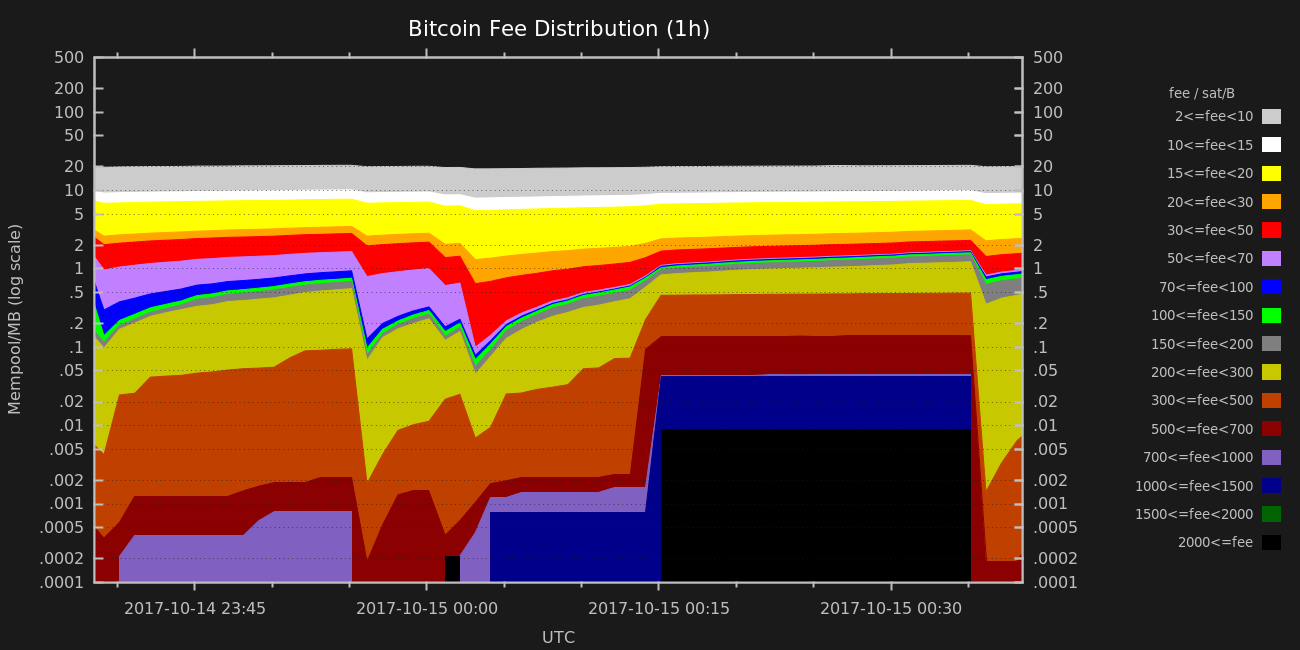 Bitcoin Fee Distribution (1h)
500 500
200 200
100 100
50 50
20 20
10 10
5 5
2 2
1 1
.5 .5
.2 .2
.1 .1
.05 .05
.02 .02
.01 .01
.005 .005
.002 .002
.001 .001
.0005 .0005
.0002 .0002
.0001 .0001
Mempool/MB (log scale)
2017-10-14 23:45 2017-10-15 00:00 2017-10-15 00:15 2017-10-15 00:30
UTC
fee / sat/B
2<=fee<10
10<=fee<15
15<=fee<20
20<=fee<30
30<=fee<50
50<=fee<70
70<=fee<100
100<=fee<150
150<=fee<200
200<=fee<300
300<=fee<500
500<=fee<700
700<=fee<1000
1000<=fee<1500
1500<=fee<2000
2000<=fee